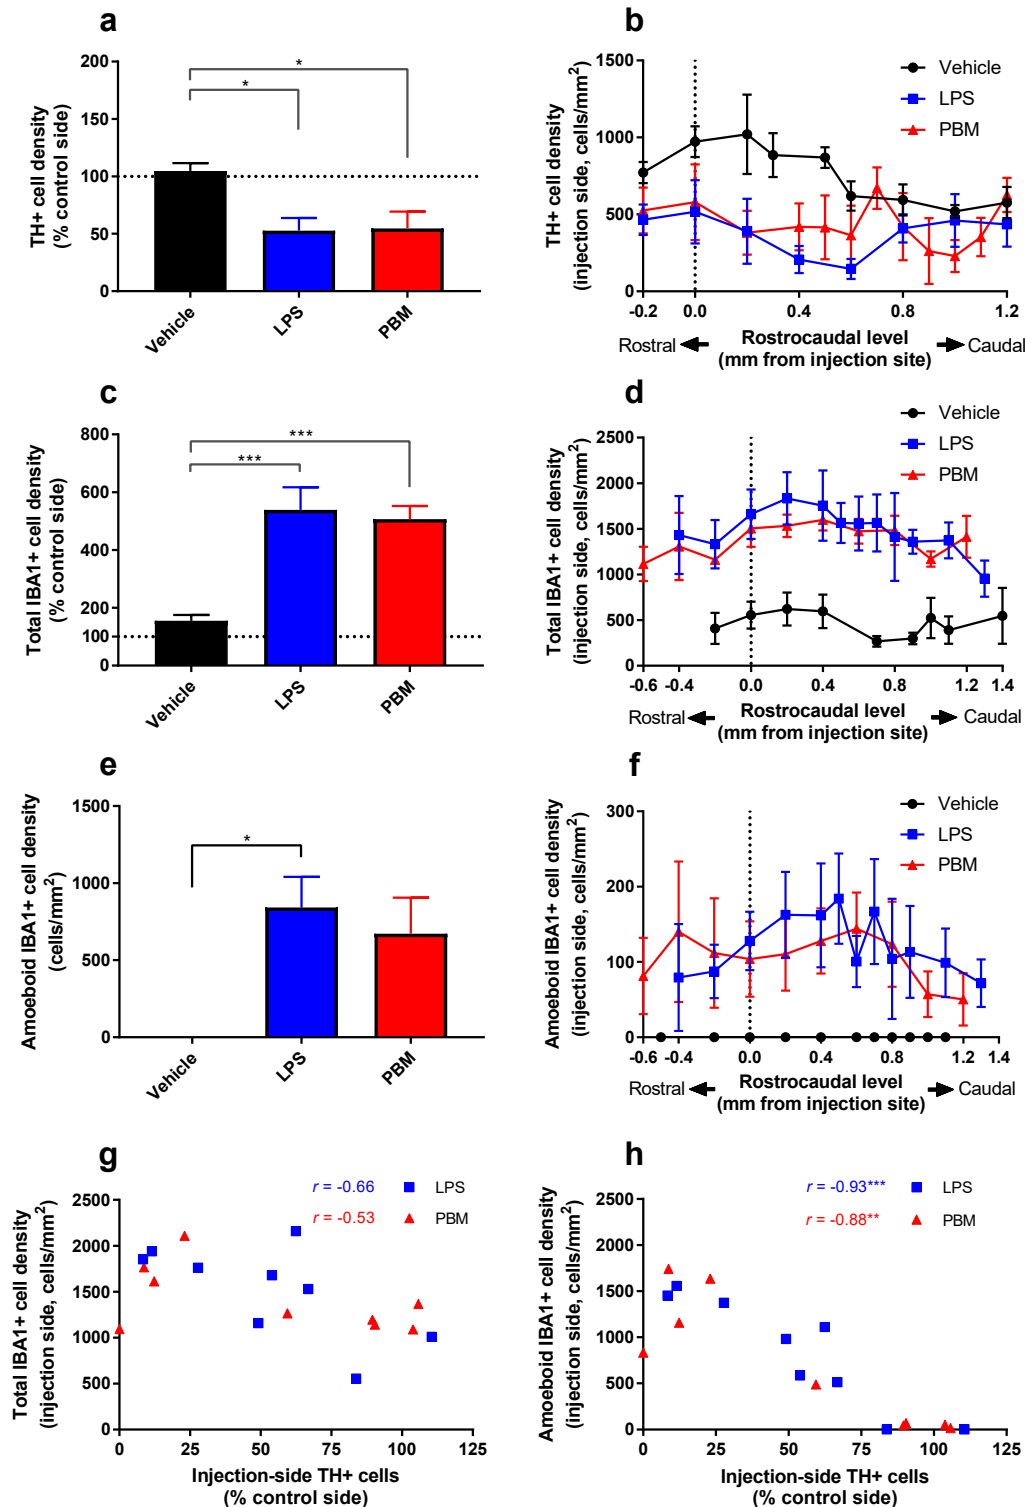 a
TH+ cell density
(% control side)
200
150
100
50
0
*
*
Vehicle
LPS
PBM
b
TH+ cell density
(injection side, cells/mm²)
1500
1000
500
0
Vehicle
LPS
PBM
-0.2 0.0 0.4 0.8 1.2
Rostral Rostrocaudal level Caudal
(mm from injection site)
c
Total IBA1+ cell density
(% control side)
800
600
400
200
100
0
***
***
Vehicle
LPS
PBM
d
Total IBA1+ cell density
(injection side, cells/mm²)
2500
2000
1500
1000
500
0
Vehicle
LPS
PBM
-0.6 -0.4 0.0 0.4 0.8 1.2 1.4
Rostral Rostrocaudal level Caudal
(mm from injection site)
e
Amoeboid IBA1+ cell density
(cells/mm²)
1500
1000
500
0
*
Vehicle
LPS
PBM
f
Amoeboid IBA1+ cell density
(injection side, cells/mm²)
300
200
100
0
Vehicle
LPS
PBM
-0.6 -0.4 0.0 0.4 0.8 1.2 1.4
Rostral Rostrocaudal level Caudal
(mm from injection site)
g
Total IBA1+ cell density
(injection side, cells/mm²)
2500
2000
1500
1000
500
0
r = -0.66 LPS
r = -0.53 PBM
0 25 50 75 100 125
Injection-side TH+ cells
(% control side)
h
Amoeboid IBA1+ cell density
(injection side, cells/mm²)
2500
2000
1500
1000
500
0
r = -0.93*** LPS
r = -0.88** PBM
0 25 50 75 100 125
Injection-side TH+ cells
(% control side)